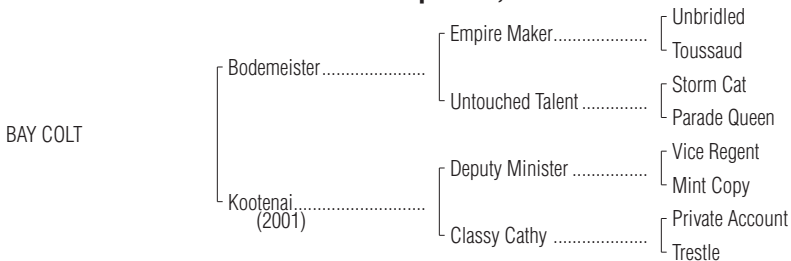 Unbridled
Empire Maker.....................
Toussaud
Bodemeister.......................
Storm Cat
Untouched Talent ...............
Parade Queen
BAY COLT
Vice Regent
Deputy Minister .................
Mint Copy
Kootenai.............................
(2001)
Private Account
Classy Cathy .....................
Trestle